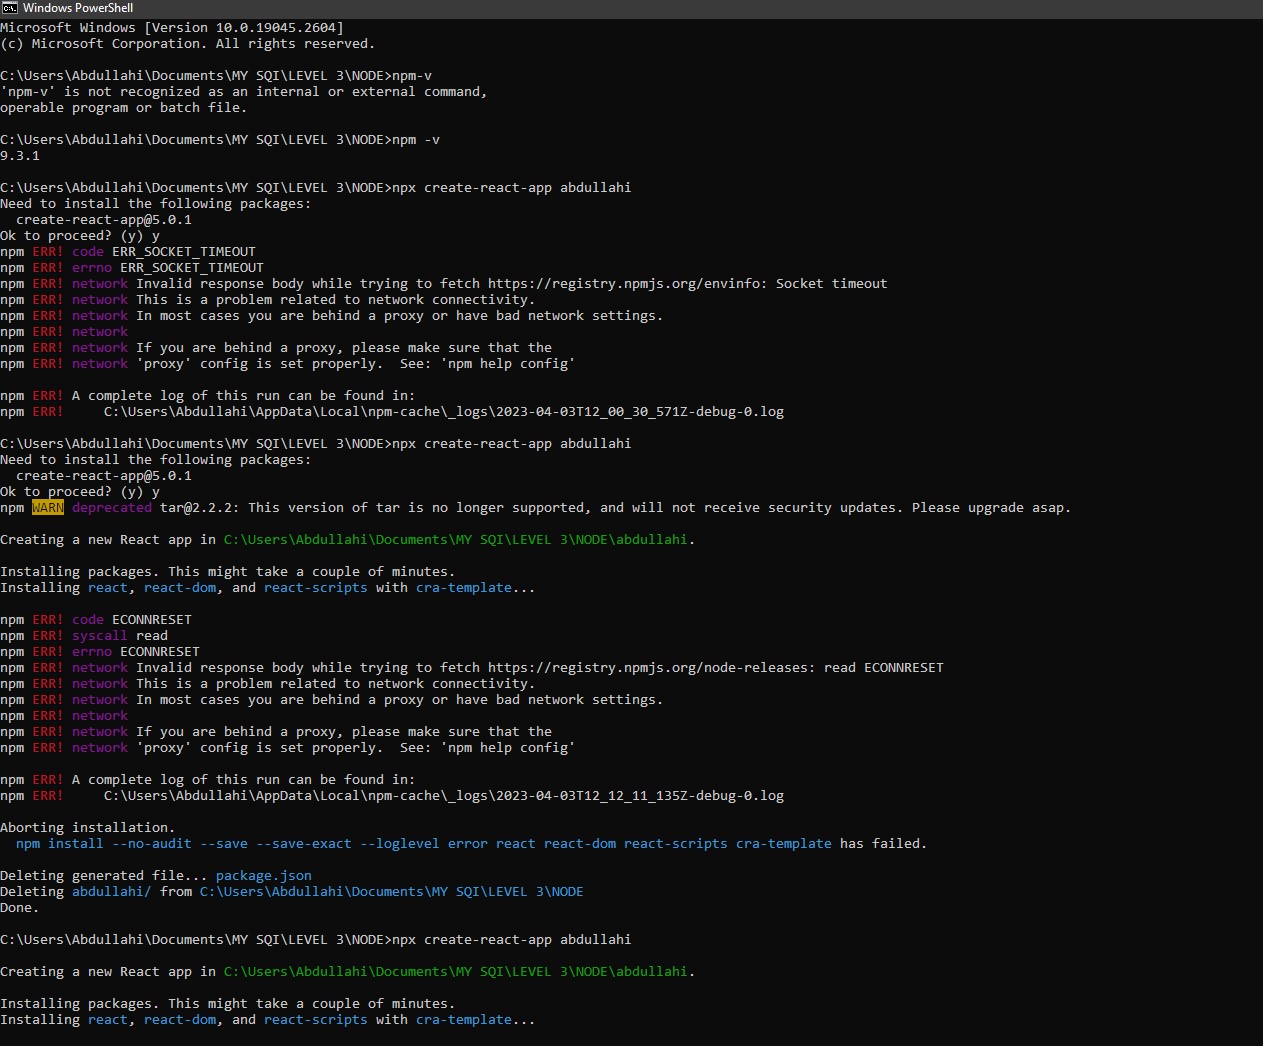 Windows PowerShell
Microsoft Windows [Version 10.0.19045.2604]
(c) Microsoft Corporation. All rights reserved.
C:\Users\Abdullahi\Documents\MY SQI\LEVEL 3\NODE>npm-v
'npm-v' is not recognized as an internal or external command,
operable program or batch file.
C:\Users\Abdullahi\Documents\MY SQI\LEVEL 3\NODE>npm -v
9.3.1
C:\Users\Abdullahi\Documents\MY SQI\LEVEL 3\NODE>npx create-react-app abdullahi
Need to install the following packages:
  create-react-app@5.0.1
Ok to proceed? (y) y
npm ERR! code ERR_SOCKET_TIMEOUT
npm ERR! errno ERR_SOCKET_TIMEOUT
npm ERR! network Invalid response body while trying to fetch https://registry.npmjs.org/envinfo: Socket timeout
npm ERR! network This is a problem related to network connectivity.
npm ERR! network In most cases you are behind a proxy or have bad network settings.
npm ERR! network
npm ERR! network If you are behind a proxy, please make sure that the
npm ERR! network 'proxy' config is set properly.  See: 'npm help config'
npm ERR! A complete log of this run can be found in:
npm ERR!     C:\Users\Abdullahi\AppData\Local\npm-cache\_logs\2023-04-03T12_00_30_571Z-debug-0.log
C:\Users\Abdullahi\Documents\MY SQI\LEVEL 3\NODE>npx create-react-app abdullahi
Need to install the following packages:
  create-react-app@5.0.1
Ok to proceed? (y) y
npm WARN deprecated tar@2.2.2: This version of tar is no longer supported, and will not receive security updates. Please upgrade asap.
Creating a new React app in C:\Users\Abdullahi\Documents\MY SQI\LEVEL 3\NODE\abdullahi.
Installing packages. This might take a couple of minutes.
Installing react, react-dom, and react-scripts with cra-template...
npm ERR! code ECONNRESET
npm ERR! syscall read
npm ERR! errno ECONNRESET
npm ERR! network Invalid response body while trying to fetch https://registry.npmjs.org/node-releases: read ECONNRESET
npm ERR! network This is a problem related to network connectivity.
npm ERR! network In most cases you are behind a proxy or have bad network settings.
npm ERR! network
npm ERR! network If you are behind a proxy, please make sure that the
npm ERR! network 'proxy' config is set properly.  See: 'npm help config'
npm ERR! A complete log of this run can be found in:
npm ERR!     C:\Users\Abdullahi\AppData\Local\npm-cache\_logs\2023-04-03T12_12_11_135Z-debug-0.log
Aborting installation.
  npm install --no-audit --save --save-exact --loglevel error react react-dom react-scripts cra-template has failed.
Deleting generated file... package.json
Deleting abdullahi/ from C:\Users\Abdullahi\Documents\MY SQI\LEVEL 3\NODE
Done.
C:\Users\Abdullahi\Documents\MY SQI\LEVEL 3\NODE>npx create-react-app abdullahi
Creating a new React app in C:\Users\Abdullahi\Documents\MY SQI\LEVEL 3\NODE\abdullahi.
Installing packages. This might take a couple of minutes.
Installing react, react-dom, and react-scripts with cra-template...